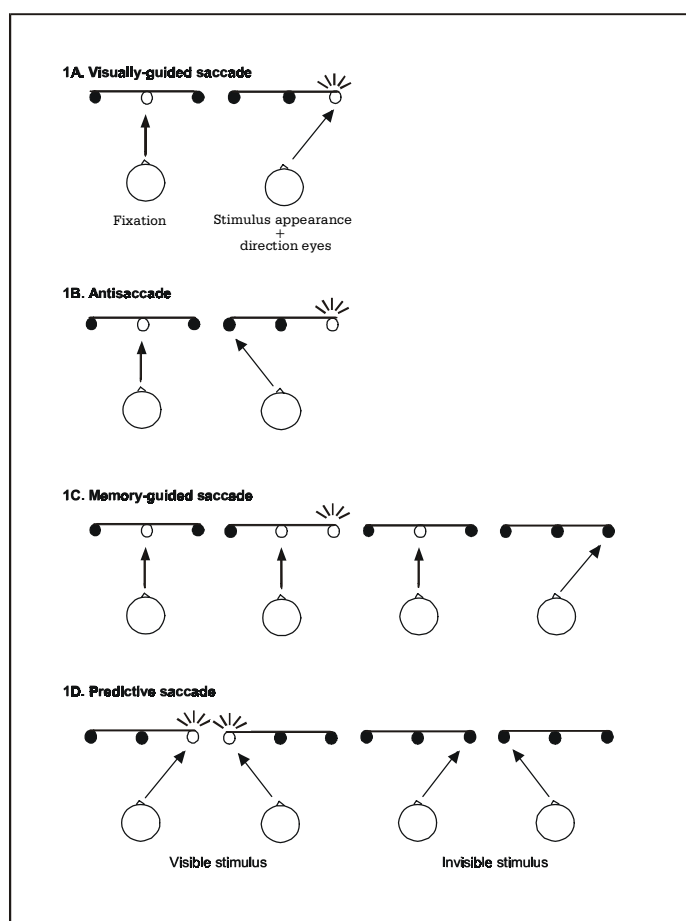 1A. Visually-guided saccade
Fixation
Stimulus appearance
+
direction eyes
1B. Antisaccade
1C. Memory-guided saccade
1D. Predictive saccade
Visible stimulus
Invisible stimulus